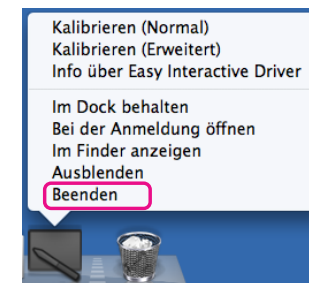 Kalibrieren (Normal)
Kalibrieren (Erweitert)
Info über Easy Interactive Driver
Im Dock behalten
Bei der Anmeldung öffnen
Im Finder anzeigen
Ausblenden
Beenden